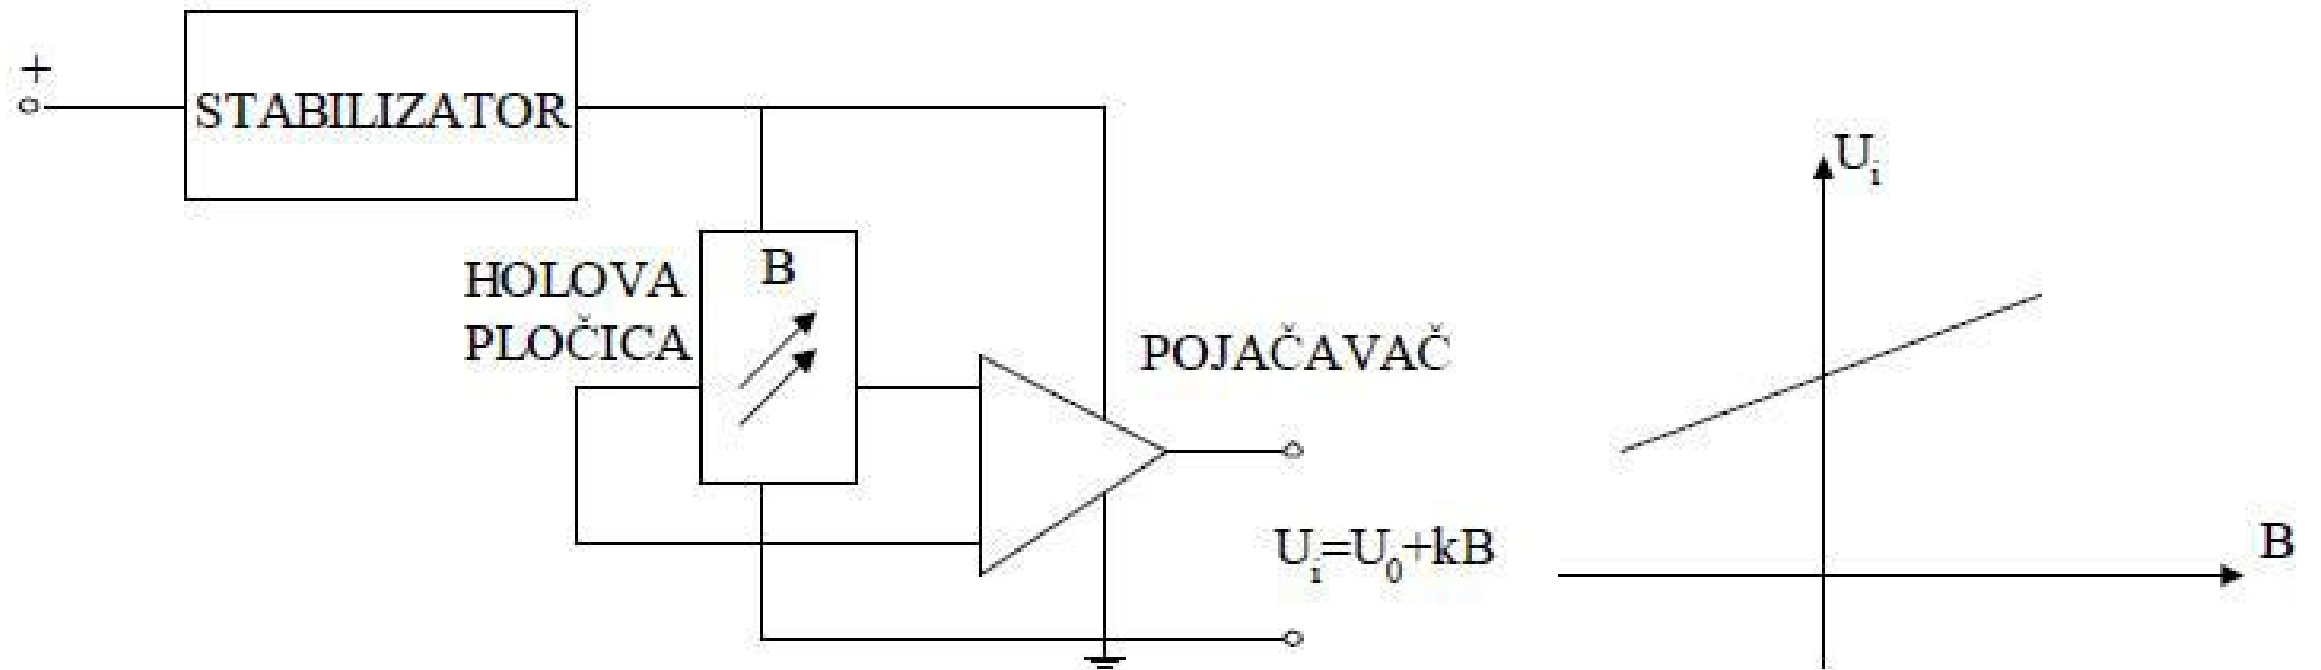 +
STABILIZATOR
HOLOVA
PLOČICA
B
POJAČAVAČ
Uᵢ=U₀+kB
Uᵢ
B